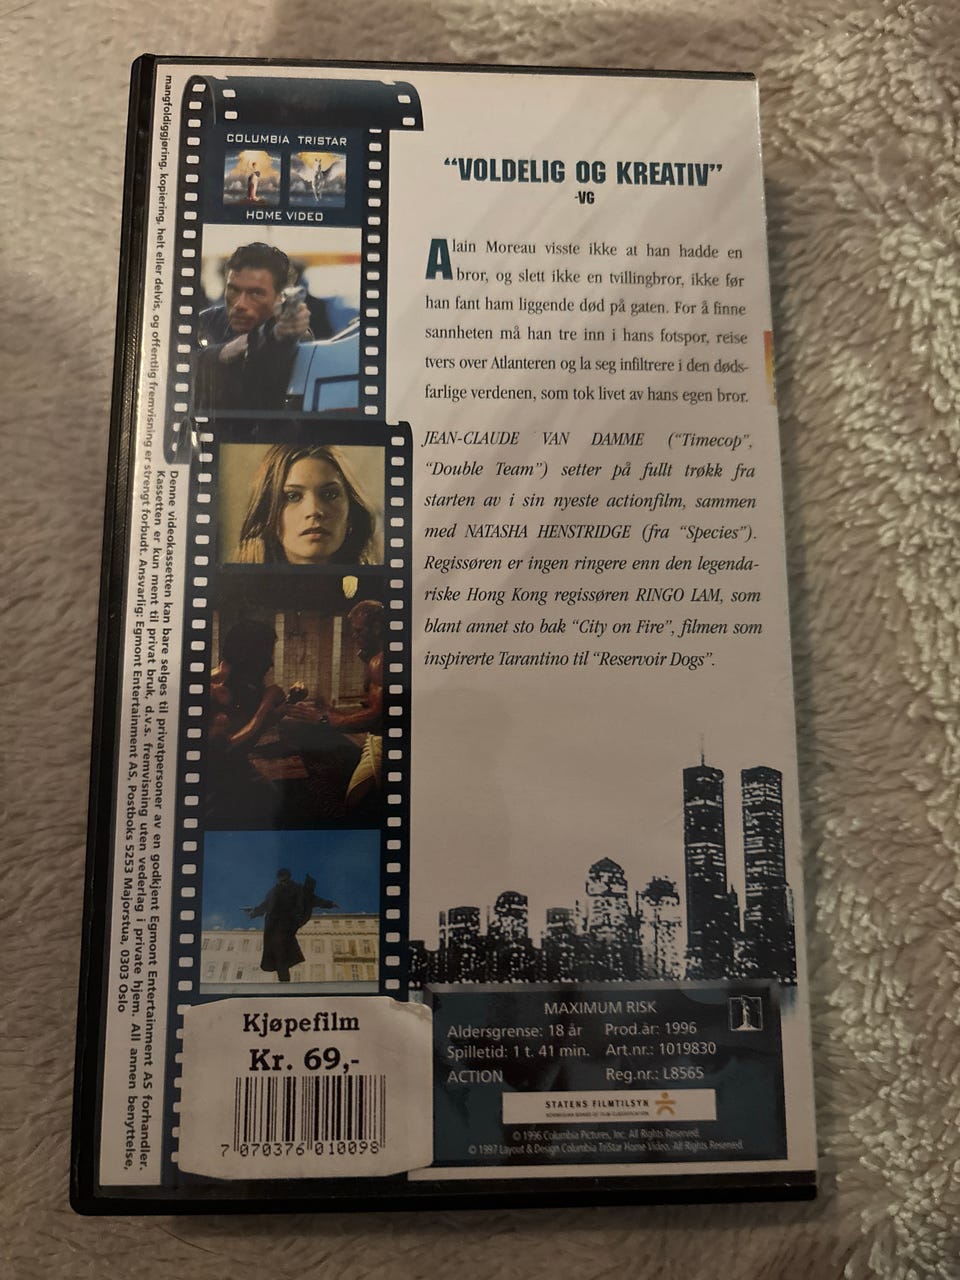 COLUMBIA TRISTAR
HOME VIDEO
"VOLDELIG OG KREATIV"
-VG
Alain Moreau visste ikke at han hadde en
bror, og slett ikke en tvillingbror, ikke før
han fant ham liggende død på gaten. For å finne
sannheten må han tre inn i hans fotspor, reise
tvers over Atlanteren og la seg infiltrere i den døds-
farlige verdenen, som tok livet av hans egen bror.
JEAN-CLAUDE VAN DAMME ("Timecop",
"Double Team") setter på fullt trøkk fra
starten av i sin nyeste actionfilm, sammen
med NATASHA HENSTRIDGE (fra "Species").
Regissøren er ingen ringere enn den legenda-
riske Hong Kong regissøren RINGO LAM, som
blant annet sto bak "City on Fire", filmen som
inspirerte Tarantino til "Reservoir Dogs".
Denne videokassetten kan bare selges til privatpersoner av en godkjent Egmont Entertainment AS forhandler.
Kassetten er kun ment til privat bruk, d.v.s. fremvisning uten vederlag i private hjem. All annen benyttelse,
mangfoldiggjøring, kopiering, helt eller delvis, og offentlig fremvisning er strengt forbudt. Ansvarlig: Egmont Entertainment AS, Postboks 5253 Majorstua, 0303 Oslo
Kjøpefilm
Kr. 69,-
7 070376 010098
MAXIMUM RISK
Aldersgrense: 18 år Prod.år: 1996
Spilletid: 1 t. 41 min. Art.nr.: 1019830
ACTION Reg.nr.: L8565
STATENS FILMTILSYN
NORWEGIAN BOARD OF FILM CLASSIFICATION
© 1996 Columbia Pictures, Inc. All Rights Reserved.
© 1997 Layout & Design Columbia TriStar Home Video. All Rights Reserved.